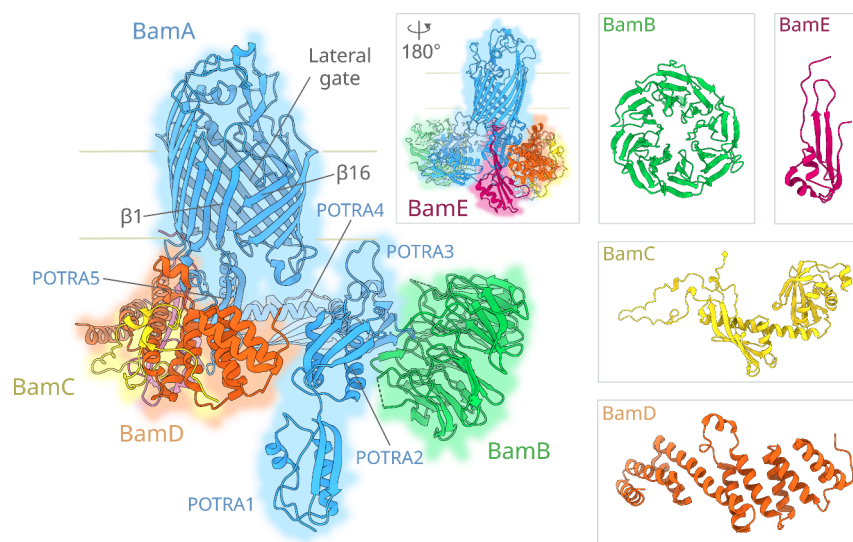 BamA
Lateral
gate
β16
β1
POTRA4
POTRA3
POTRA5
BamC
BamD
POTRA2
BamB
POTRA1
180°
BamE
BamB
BamE
BamC
BamD